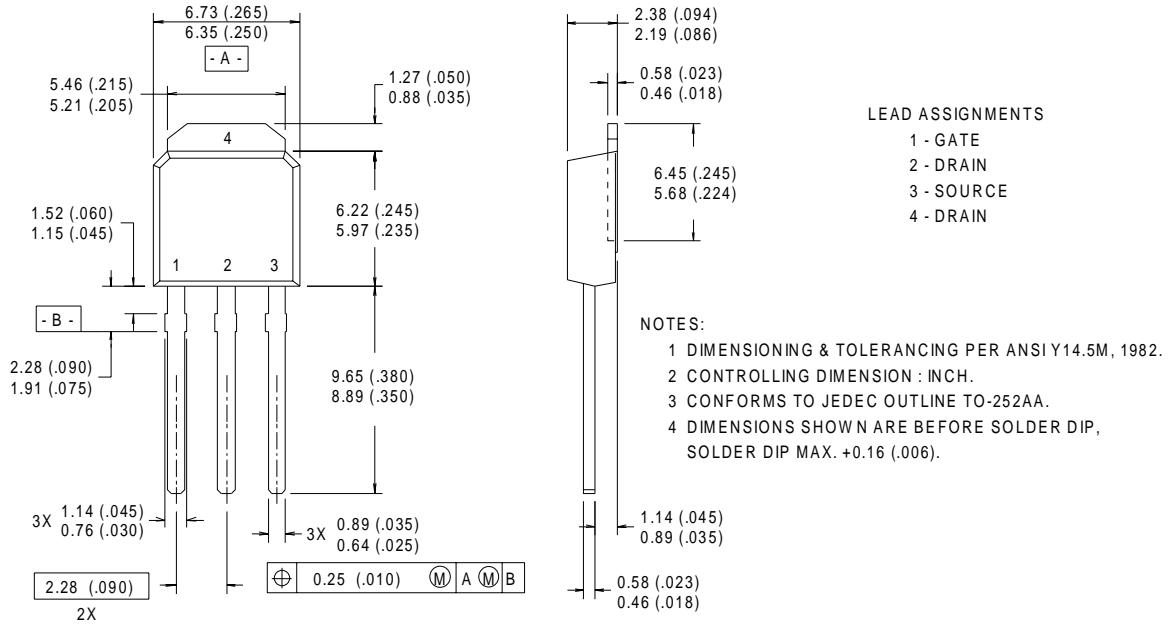 6.73 (.265)
6.35 (.250)
- A -
5.46 (.215)
5.21 (.205)
1.27 (.050)
0.88 (.035)
4
1.52 (.060)
1.15 (.045)
6.22 (.245)
5.97 (.235)
1 2 3
- B -
2.28 (.090)
1.91 (.075)
9.65 (.380)
8.89 (.350)
3X 1.14 (.045)
0.76 (.030)
3X 0.89 (.035)
0.64 (.025)
2.28 (.090)
2X
0.25 (.010) M A M B
2.38 (.094)
2.19 (.086)
0.58 (.023)
0.46 (.018)
6.45 (.245)
5.68 (.224)
1.14 (.045)
0.89 (.035)
0.58 (.023)
0.46 (.018)
LEAD ASSIGNMENTS
1 - GATE
2 - DRAIN
3 - SOURCE
4 - DRAIN
NOTES:
1 DIMENSIONING & TOLERANCING PER ANSI Y14.5M, 1982.
2 CONTROLLING DIMENSION : INCH.
3 CONFORMS TO JEDEC OUTLINE TO-252AA.
4 DIMENSIONS SHOWN ARE BEFORE SOLDER DIP,
SOLDER DIP MAX. +0.16 (.006).